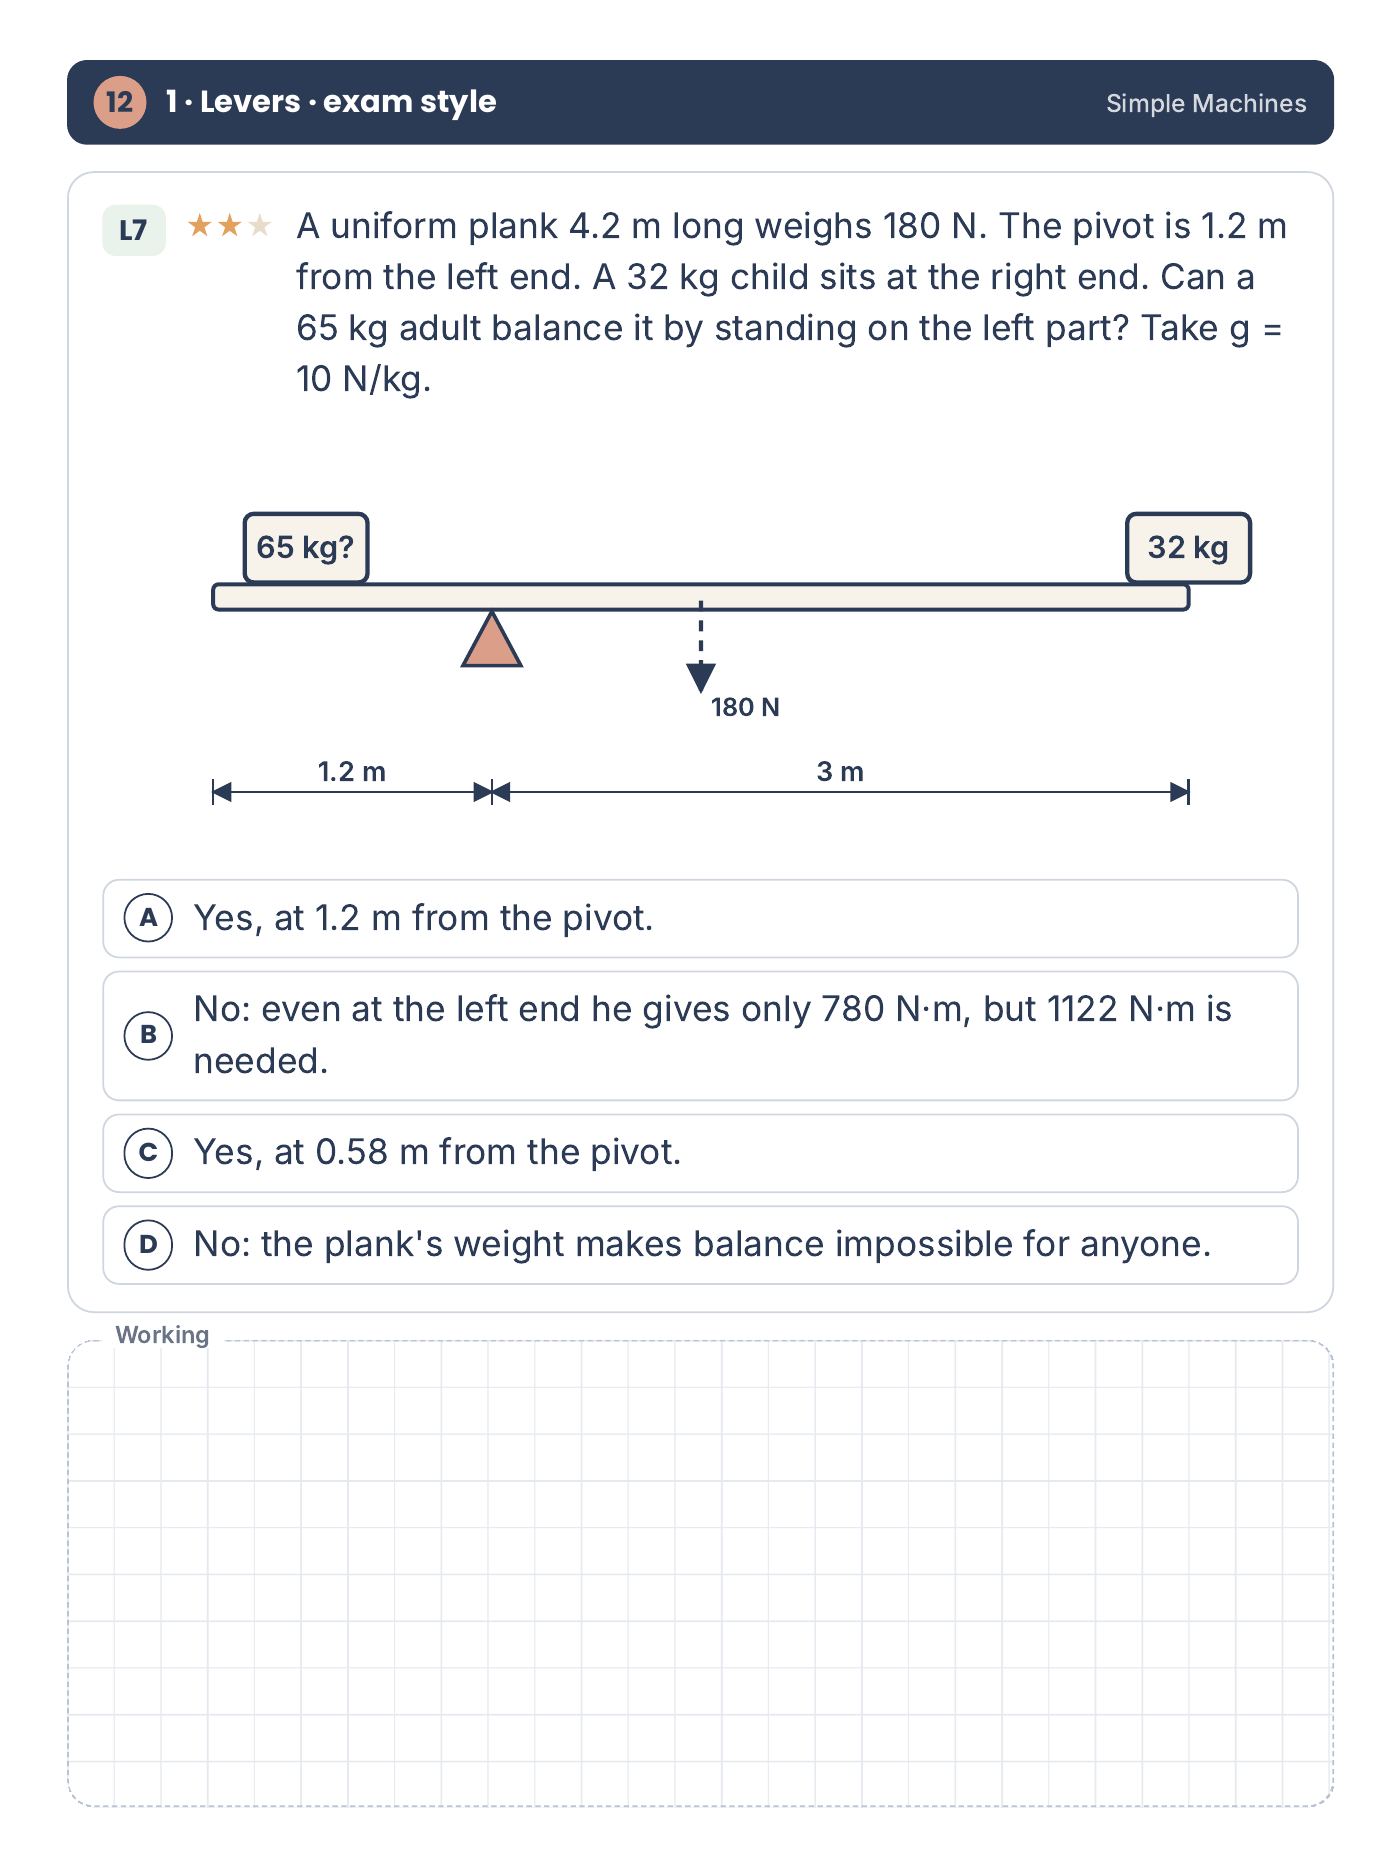 12 1 · Levers · exam style Simple Machines
L7 ★★★ A uniform plank 4.2 m long weighs 180 N. The pivot is 1.2 m
from the left end. A 32 kg child sits at the right end. Can a
65 kg adult balance it by standing on the left part? Take g =
10 N/kg.
65 kg? 32 kg
180 N
1.2 m 3 m
A Yes, at 1.2 m from the pivot.
B No: even at the left end he gives only 780 N·m, but 1122 N·m is
needed.
C Yes, at 0.58 m from the pivot.
D No: the plank's weight makes balance impossible for anyone.
Working